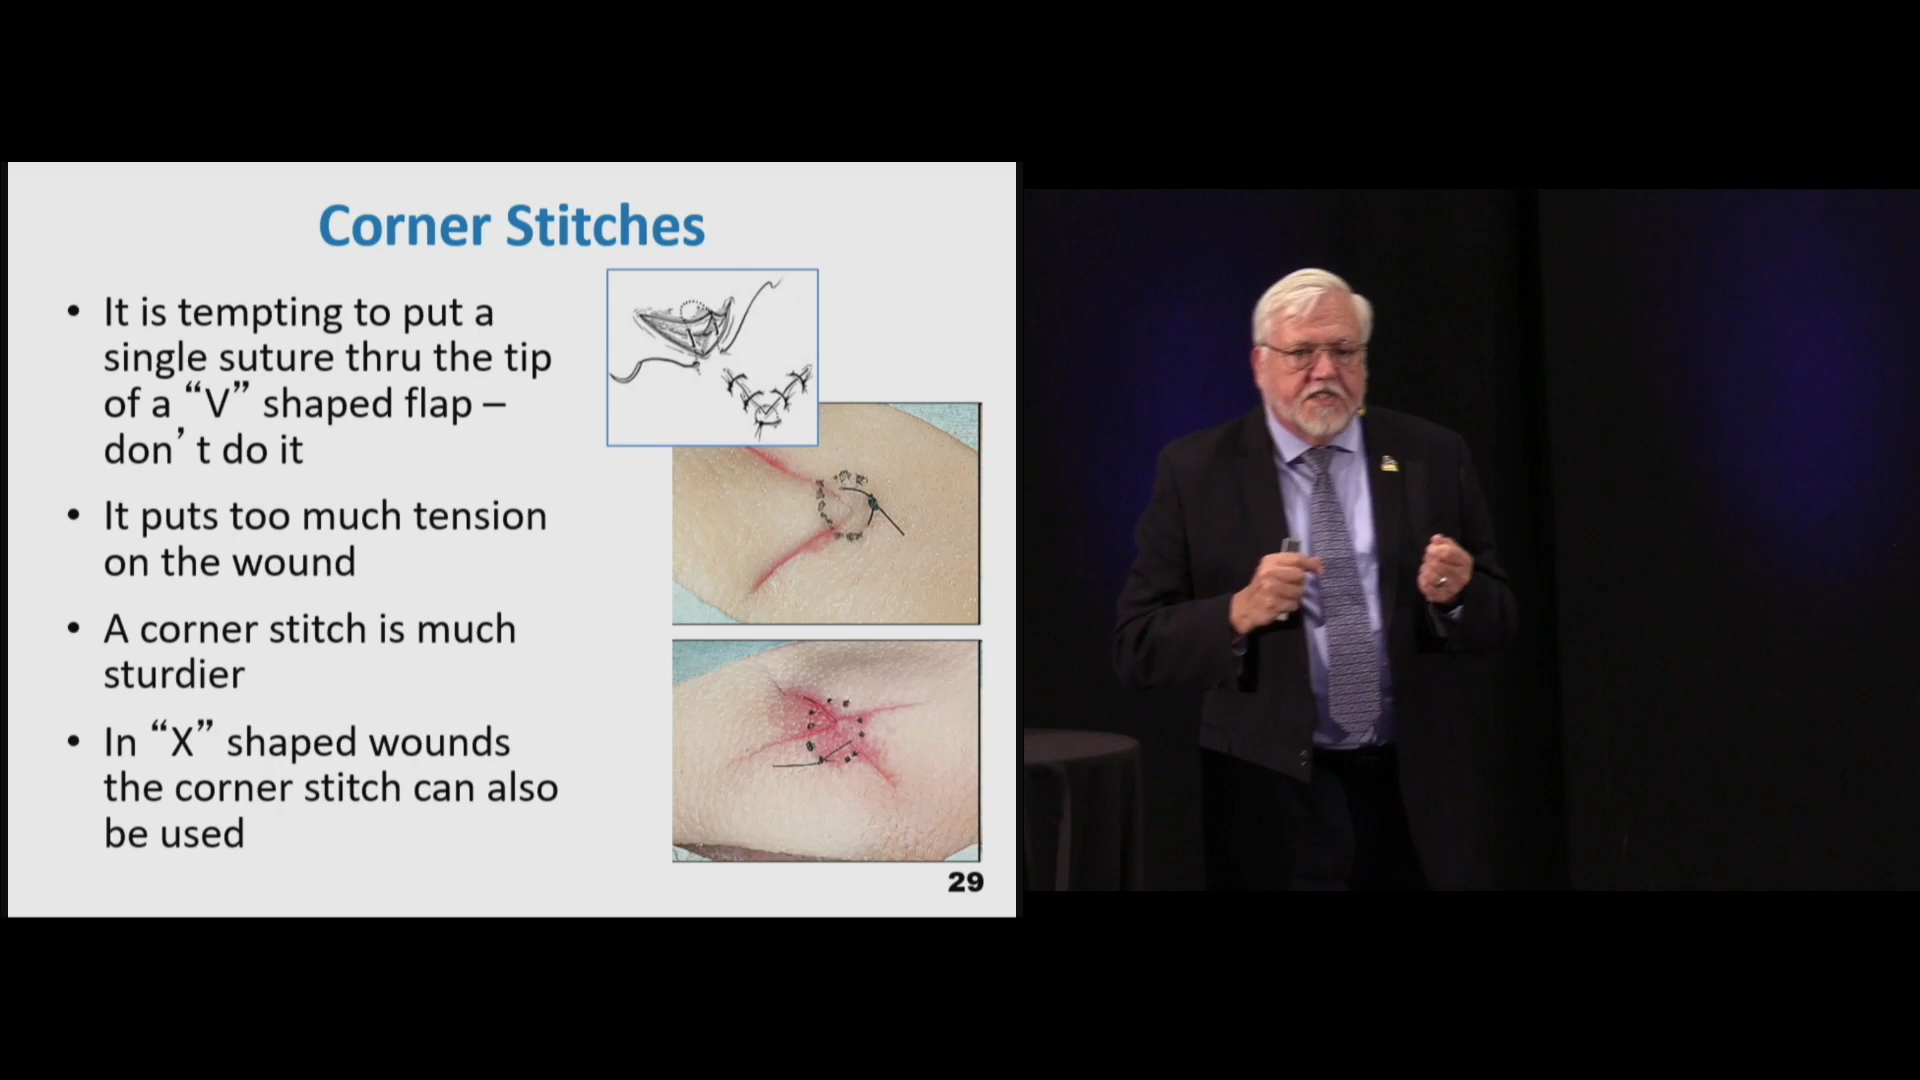 Corner Stitches
• It is tempting to put a
single suture thru the tip
of a “V” shaped flap –
don’ t do it
• It puts too much tension
on the wound
• A corner stitch is much
sturdier
• In “X” shaped wounds
the corner stitch can also
be used
29